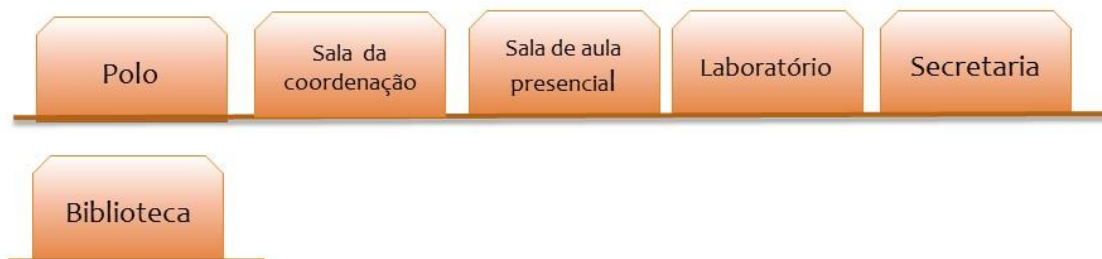 Polo
Sala da
coordenação
Sala de aula
presencial
Laboratório
Secretaria
Biblioteca